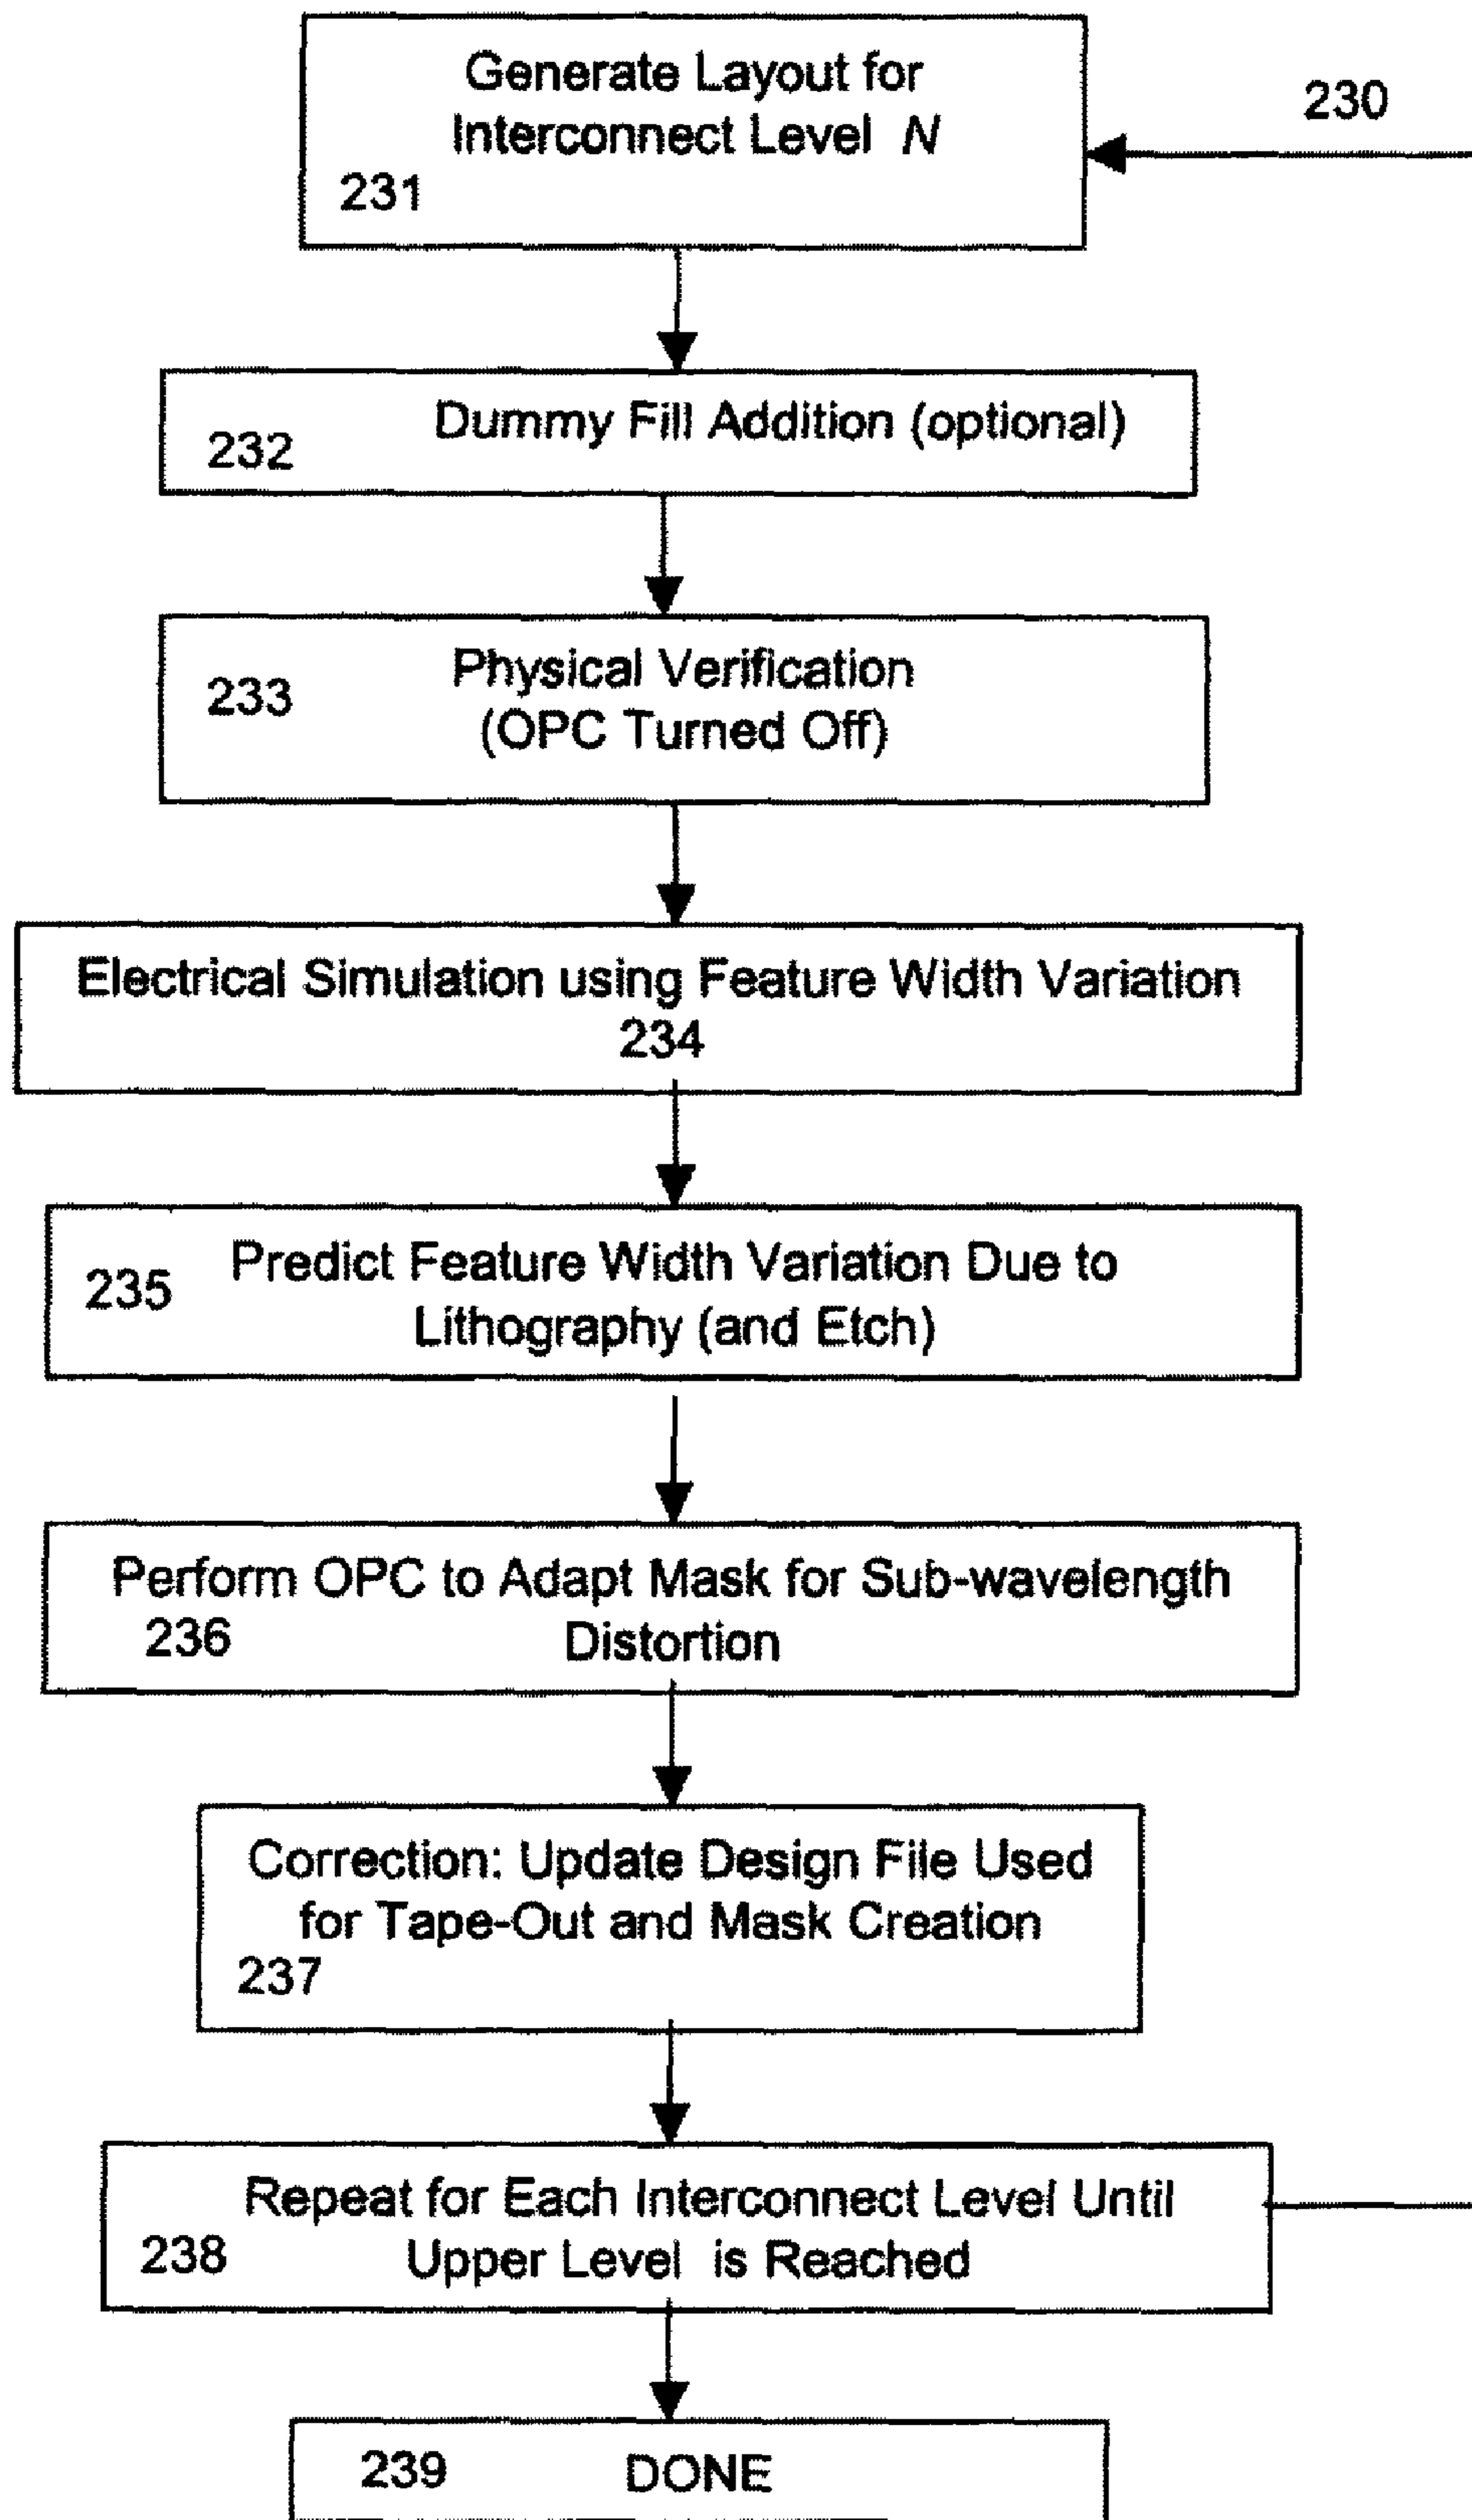 Generate Layout for
Interconnect Level N
231
230
Dummy Fill Addition (optional)
232
Physical Verification
233
(OPC Turned Off)
Electrical Simulation using Feature Width Variation
234
Predict Feature Width Variation Due to
235
Lithography (and Etch)
Perform OPC to Adapt Mask for Sub-wavelength
236 Distortion
Correction: Update Design File Used
for Tape-Out and Mask Creation
237
Repeat for Each Interconnect Level Until
238 Upper Level is Reached
239 DONE